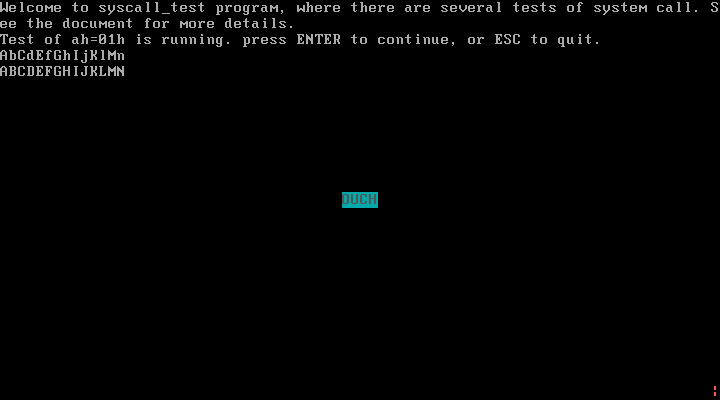 Welcome to syscall_test program, where there are several tests of system call. S
ee the document for more details.
Test of ah=01h is running. press ENTER to continue, or ESC to quit.
AbCdEfGhIjKlMn
ABCDEFGHIJKLMN
OUCH